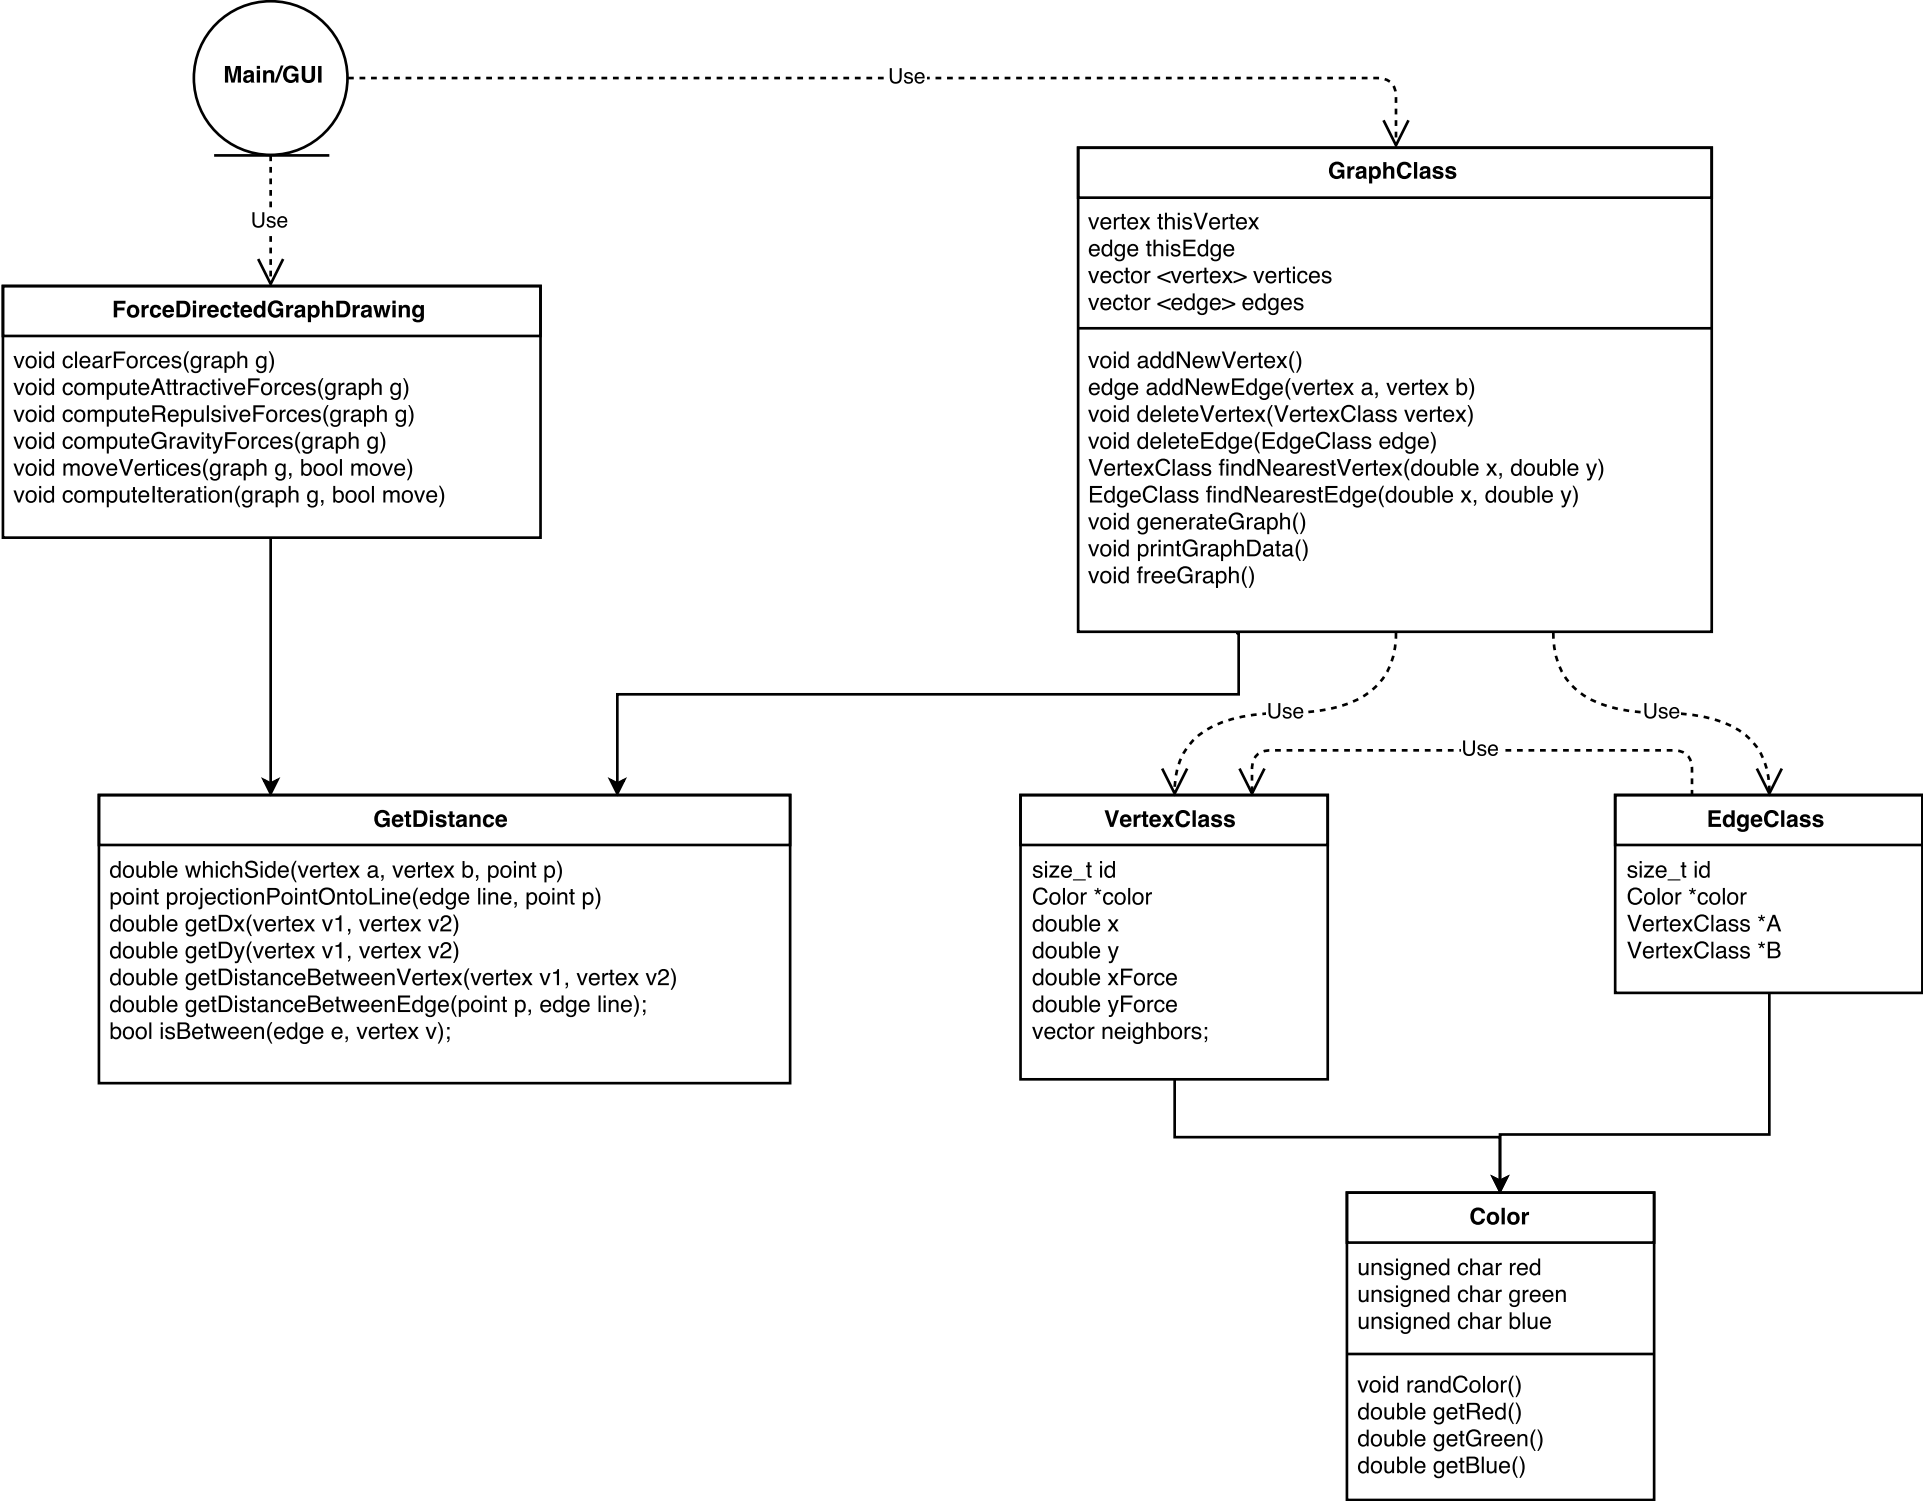 Main/GUI
Use
Use
GraphClass
vertex thisVertex
edge thisEdge
vector <vertex> vertices
vector <edge> edges
void addNewVertex()
edge addNewEdge(vertex a, vertex b)
void deleteVertex(VertexClass vertex)
void deleteEdge(EdgeClass edge)
VertexClass findNearestVertex(double x, double y)
EdgeClass findNearestEdge(double x, double y)
void generateGraph()
void printGraphData()
void freeGraph()
ForceDirectedGraphDrawing
void clearForces(graph g)
void computeAttractiveForces(graph g)
void computeRepulsiveForces(graph g)
void computeGravityForces(graph g)
void moveVertices(graph g, bool move)
void computeIteration(graph g, bool move)
Use
Use
Use
GetDistance
double whichSide(vertex a, vertex b, point p)
point projectionPointOntoLine(edge line, point p)
double getDx(vertex v1, vertex v2)
double getDy(vertex v1, vertex v2)
double getDistanceBetweenVertex(vertex v1, vertex v2)
double getDistanceBetweenEdge(point p, edge line);
bool isBetween(edge e, vertex v);
VertexClass
size_t id
Color *color
double x
double y
double xForce
double yForce
vector neighbors;
EdgeClass
size_t id
Color *color
VertexClass *A
VertexClass *B
Color
unsigned char red
unsigned char green
unsigned char blue
void randColor()
double getRed()
double getGreen()
double getBlue()